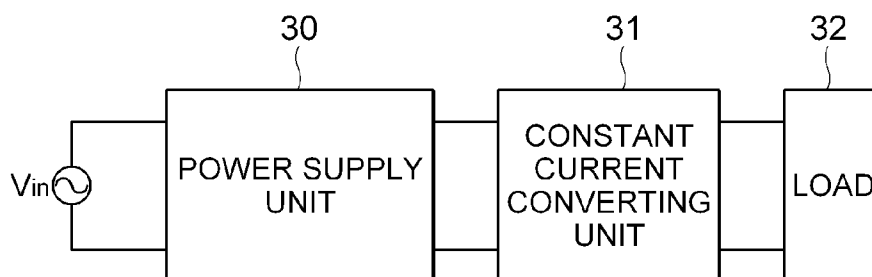 30
31
32
Vin
POWER SUPPLY
UNIT
CONSTANT
CURRENT
CONVERTING
UNIT
LOAD